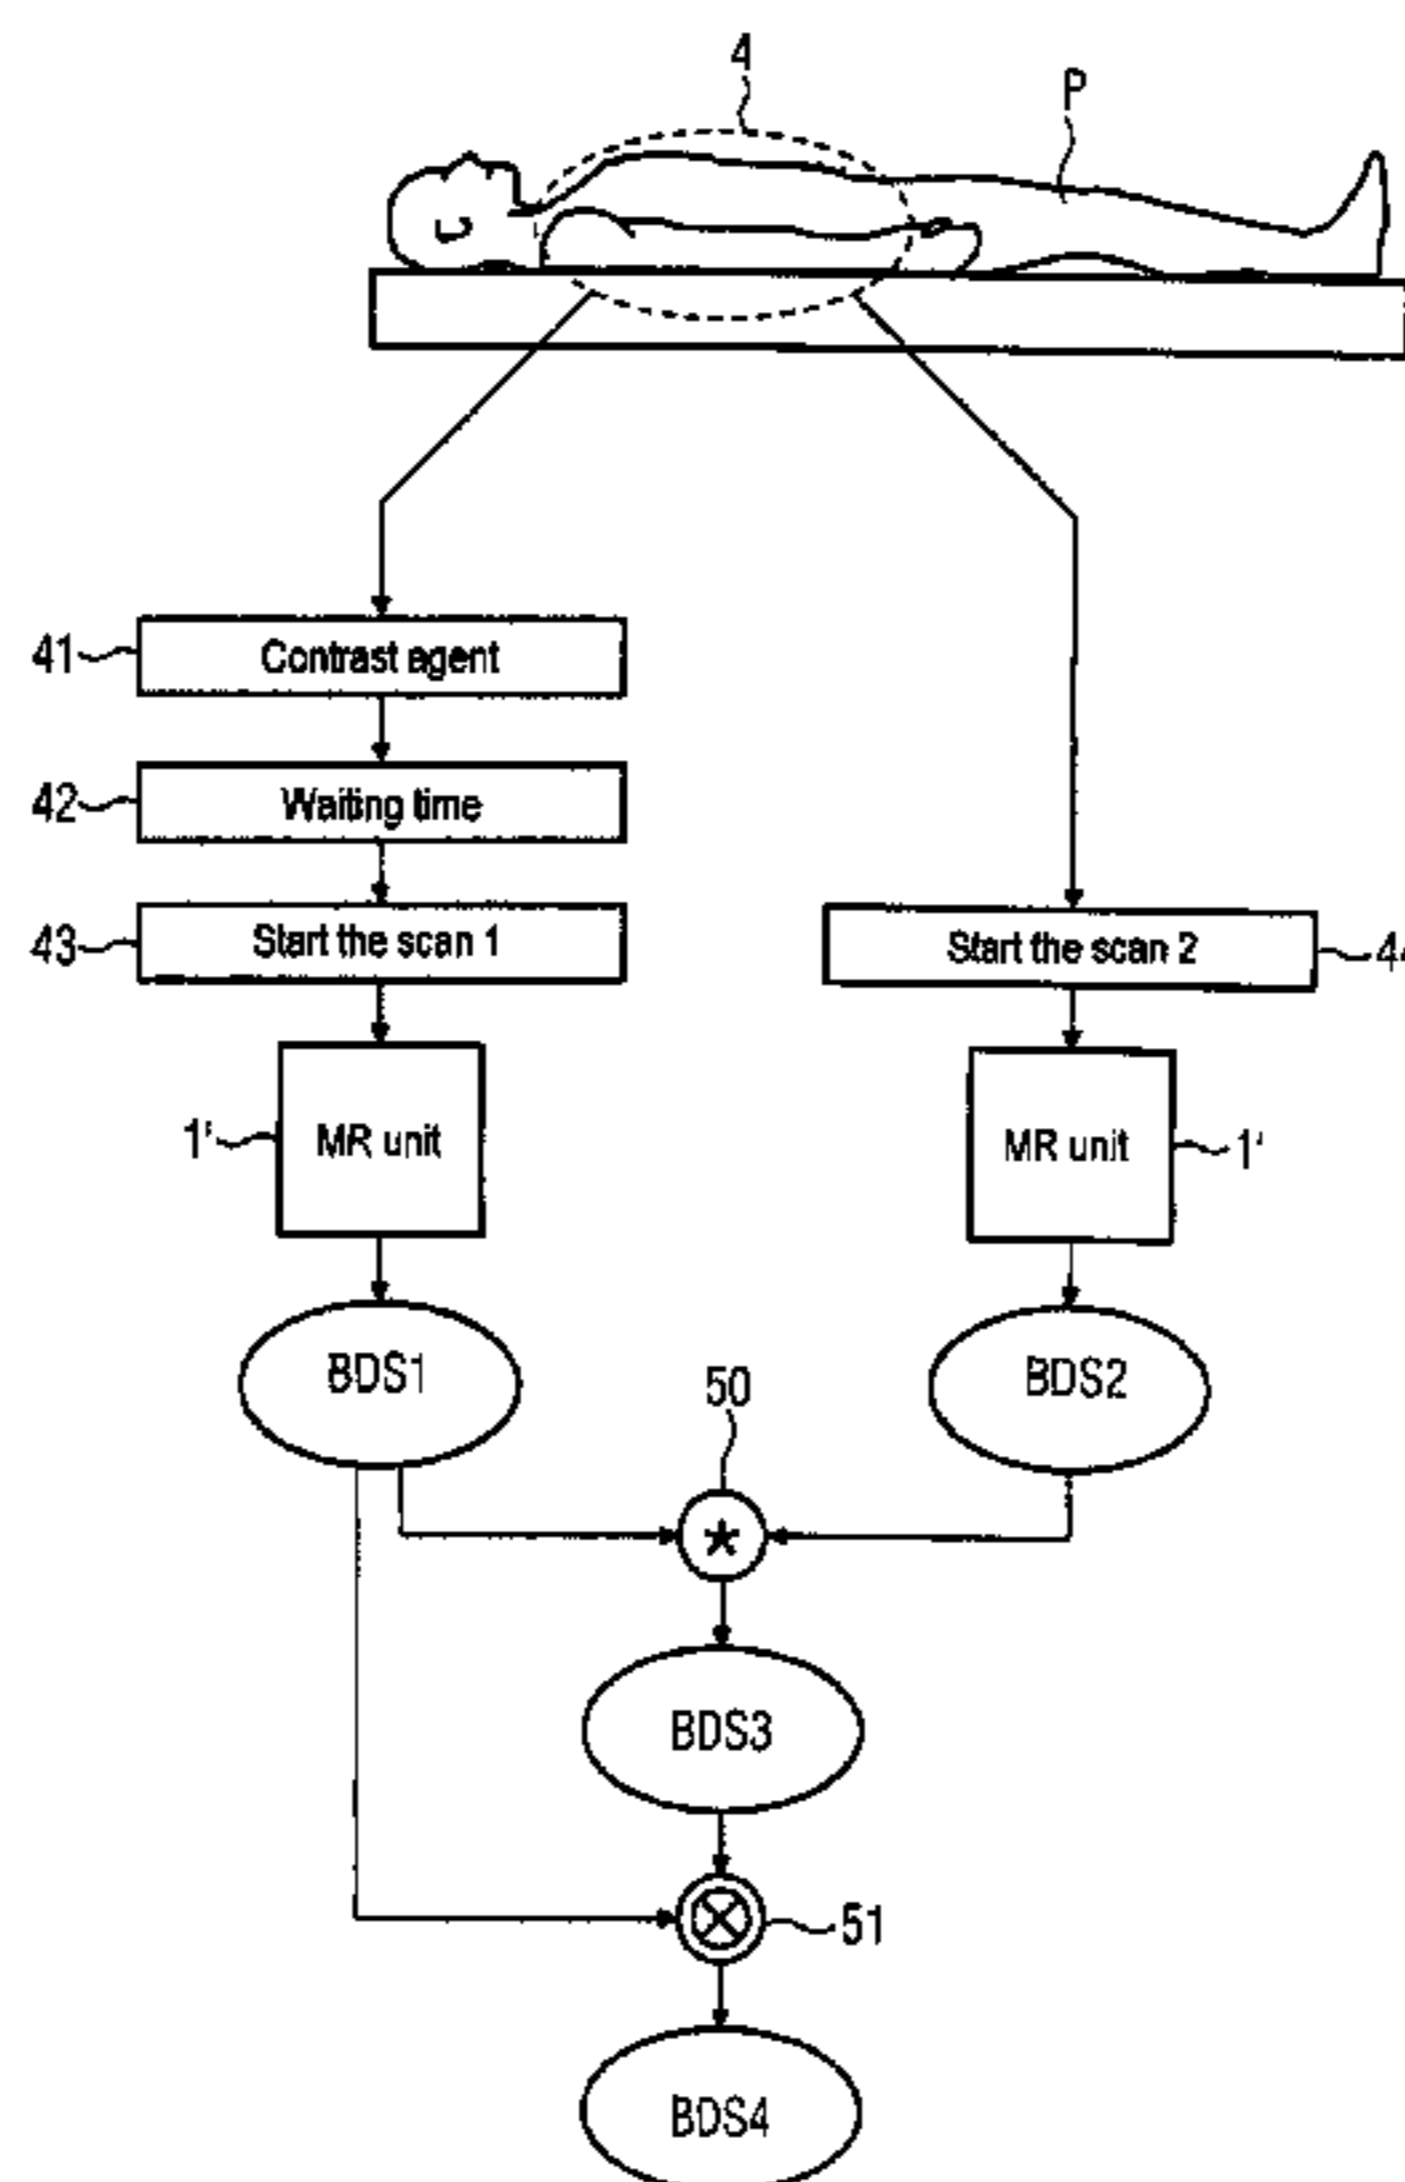 4
P
41
Contrast agent
42
Waiting time
43
Start the scan 1
Start the scan 2
1'
MR unit
MR unit
1'
BDS1
50
BDS2
*
BDS3
51
BDS4